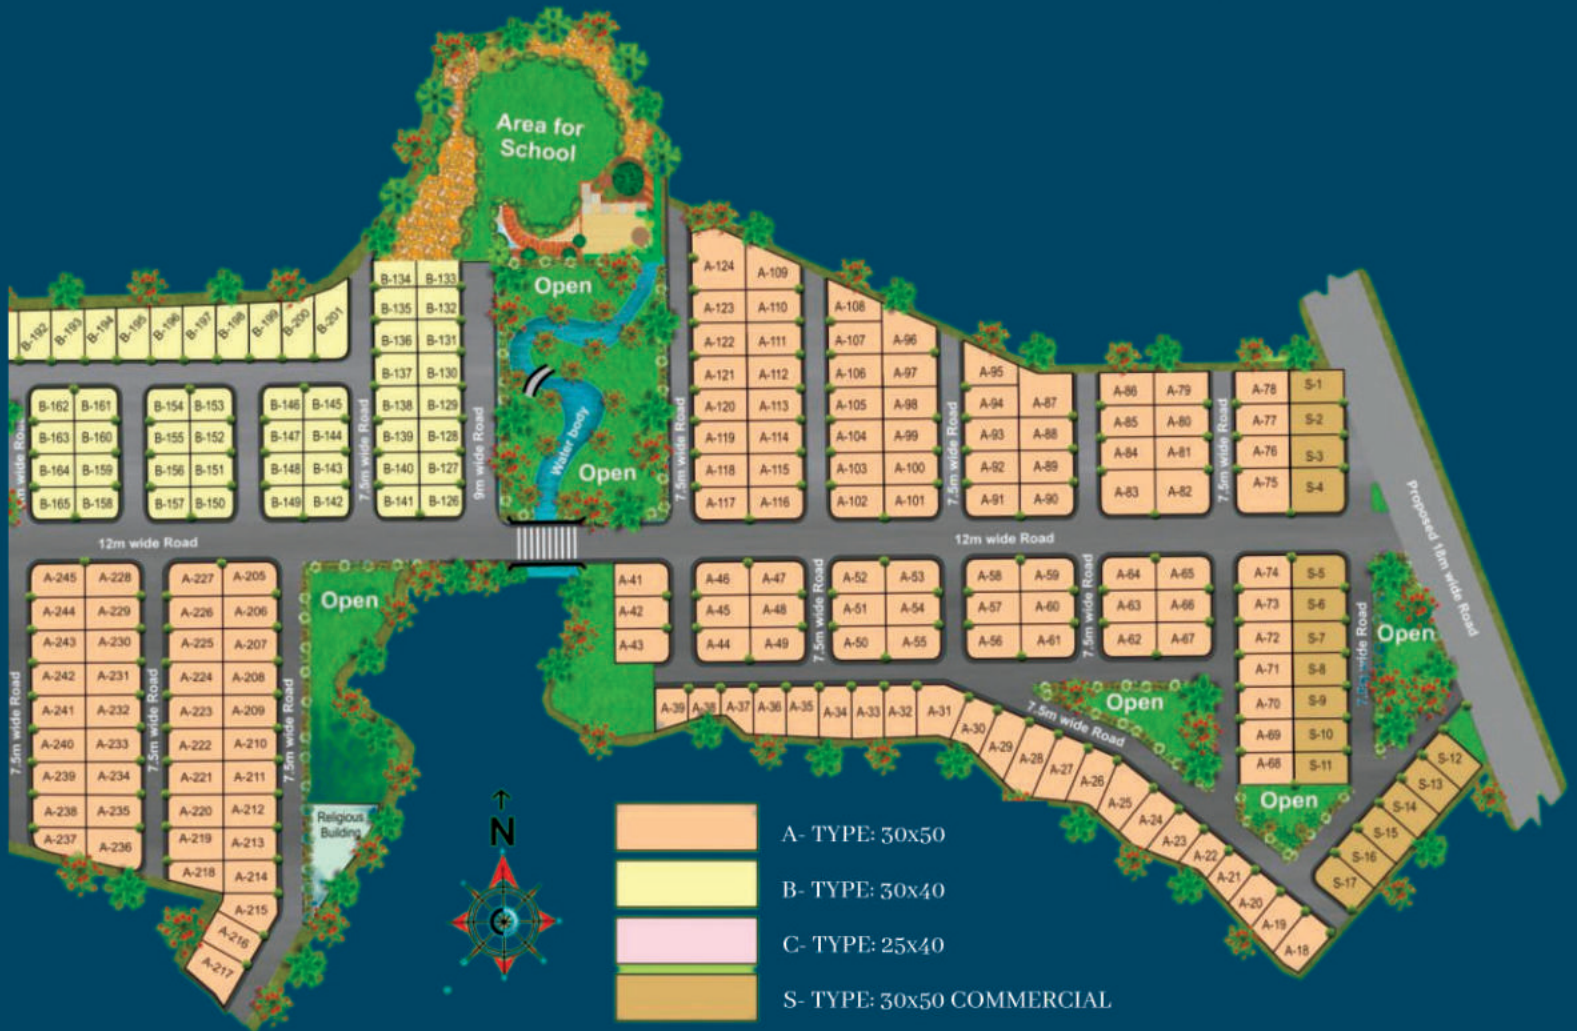 Area for
School
Open
Water body
Open
B-134 B-133
B-135 B-132
B-136 B-131
B-137 B-130
B-138 B-129
B-139 B-128
B-140 B-127
B-141 B-126
B-192 B-193 B-194 B-195 B-196 B-197 B-198 B-199 B-200 B-201
B-162 B-161
B-163 B-160
B-164 B-159
B-165 B-158
B-154 B-153
B-155 B-152
B-156 B-151
B-157 B-150
B-146 B-145
B-147 B-144
B-148 B-143
B-149 B-142
7.5m wide Road
9m wide Road
7.5m wide Road
A-124 A-109
A-123 A-110
A-122 A-111
A-121 A-112
A-120 A-113
A-119 A-114
A-118 A-115
A-117 A-116
A-108
A-107 A-96
A-106 A-97
A-105 A-98
A-104 A-99
A-103 A-100
A-102 A-101
7.5m wide Road
A-95
A-94 A-87
A-93 A-88
A-92 A-89
A-91 A-90
A-86 A-79
A-85 A-80
A-84 A-81
A-83 A-82
7.5m wide Road
A-78 S-1
A-77 S-2
A-76 S-3
A-75 S-4
Proposed 18m wide Road
12m wide Road
12m wide Road
A-245 A-228
A-244 A-229
A-243 A-230
A-242 A-231
A-241 A-232
A-240 A-233
A-239 A-234
A-238 A-235
A-237 A-236
7.5m wide Road
7.5m wide Road
A-227 A-205
A-226 A-206
A-225 A-207
A-224 A-208
A-223 A-209
A-222 A-210
A-221 A-211
A-220 A-212
A-219 A-213
A-218 A-214
A-215
A-216
A-217
7.5m wide Road
Open
Religious
Building
A-41
A-42
A-43
A-46 A-47
A-45 A-48
A-44 A-49
7.5m wide Road
A-52 A-53
A-51 A-54
A-50 A-55
A-58 A-59
A-57 A-60
A-56 A-61
7.5m wide Road
A-64 A-65
A-63 A-66
A-62 A-67
A-74 S-5
A-73 S-6
A-72 S-7
A-71 S-8
A-70 S-9
A-69 S-10
A-68 S-11
wide Road
Open
Open
Open
7.5m wide Road
A-39 A-38 A-37 A-36 A-35 A-34 A-33 A-32 A-31 A-30 A-29 A-28 A-27 A-26 A-25 A-24 A-23 A-22 A-21 A-20 A-19 A-18
S-12
S-13
S-14
S-15
S-16
S-17
N
A- TYPE: 30x50
B- TYPE: 30x40
C- TYPE: 25x40
S- TYPE: 30x50 COMMERCIAL